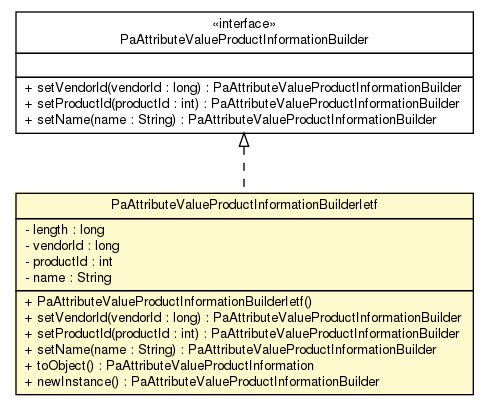 «interface»
PaAttributeValueProductInformationBuilder
+ setVendorId(vendorId : long) : PaAttributeValueProductInformationBuilder
+ setProductId(productId : int) : PaAttributeValueProductInformationBuilder
+ setName(name : String) : PaAttributeValueProductInformationBuilder
PaAttributeValueProductInformationBuilderIetf
- length : long
- vendorId : long
- productId : int
- name : String
+ PaAttributeValueProductInformationBuilderIetf()
+ setVendorId(vendorId : long) : PaAttributeValueProductInformationBuilder
+ setProductId(productId : int) : PaAttributeValueProductInformationBuilder
+ setName(name : String) : PaAttributeValueProductInformationBuilder
+ toObject() : PaAttributeValueProductInformation
+ newInstance() : PaAttributeValueProductInformationBuilder